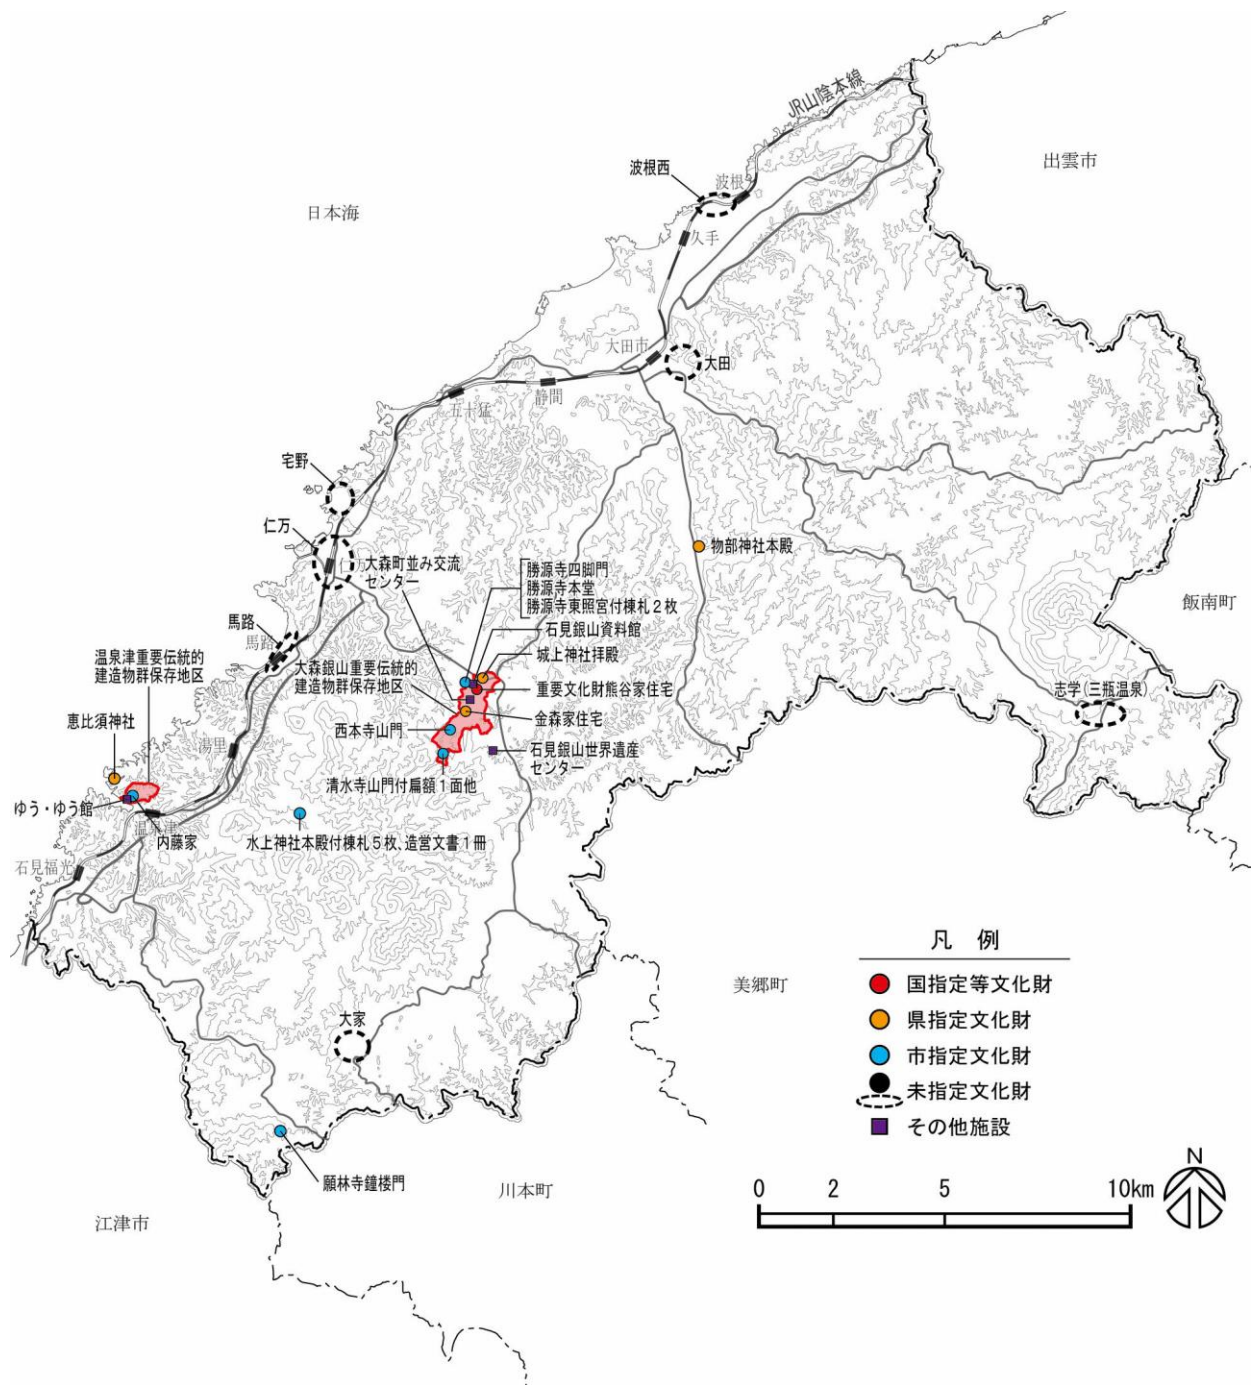 JR山陰本線
出雲市
波根西
波根
日本海
久手
大田市
大田
静間
五十猛
宅野
仁万
大森町並み交流
センター
勝源寺四脚門
勝源寺本堂
勝源寺東照宮付棟札２枚
物部神社本殿
飯南町
馬路
馬路
石見銀山資料館
城上神社拝殿
温泉津重要伝統的
建造物群保存地区
大森銀山重要伝統的
建造物群保存地区
重要文化財熊谷家住宅
志学(三瓶温泉)
恵比須神社
金森家住宅
西本寺山門
湯里
石見銀山世界遺産
センター
清水寺山門付扁額１面他
ゆう・ゆう館
温泉津
内藤家
水上神社本殿付棟札５枚、造営文書１冊
石見福光
凡　例
美郷町
国指定等文化財
県指定文化財
大家
市指定文化財
未指定文化財
その他施設
願林寺鐘楼門
川本町
江津市
N
0 2 5 10km